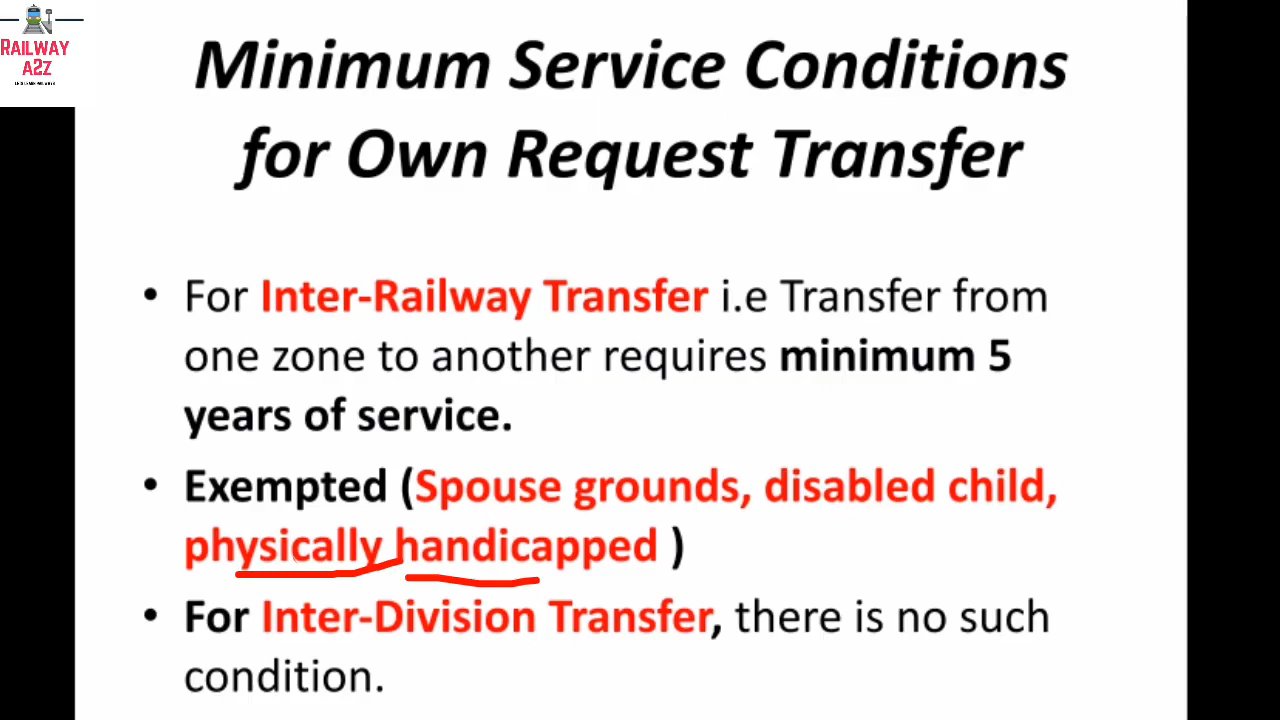 RAILWAY
A2Z
Minimum Service Conditions
for Own Request Transfer
• For Inter-Railway Transfer i.e Transfer from
one zone to another requires minimum 5
years of service.
• Exempted (Spouse grounds, disabled child,
physically handicapped )
• For Inter-Division Transfer, there is no such
condition.